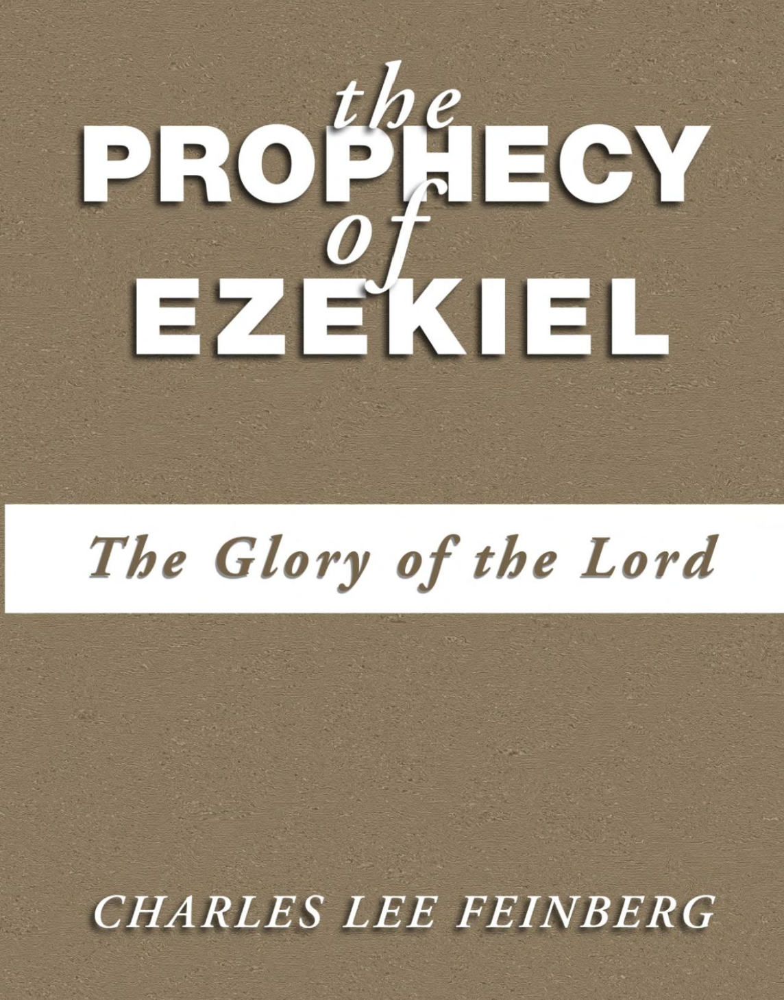 the
PROPHECY
of
EZEKIEL
The Glory of the Lord
CHARLES LEE FEINBERG